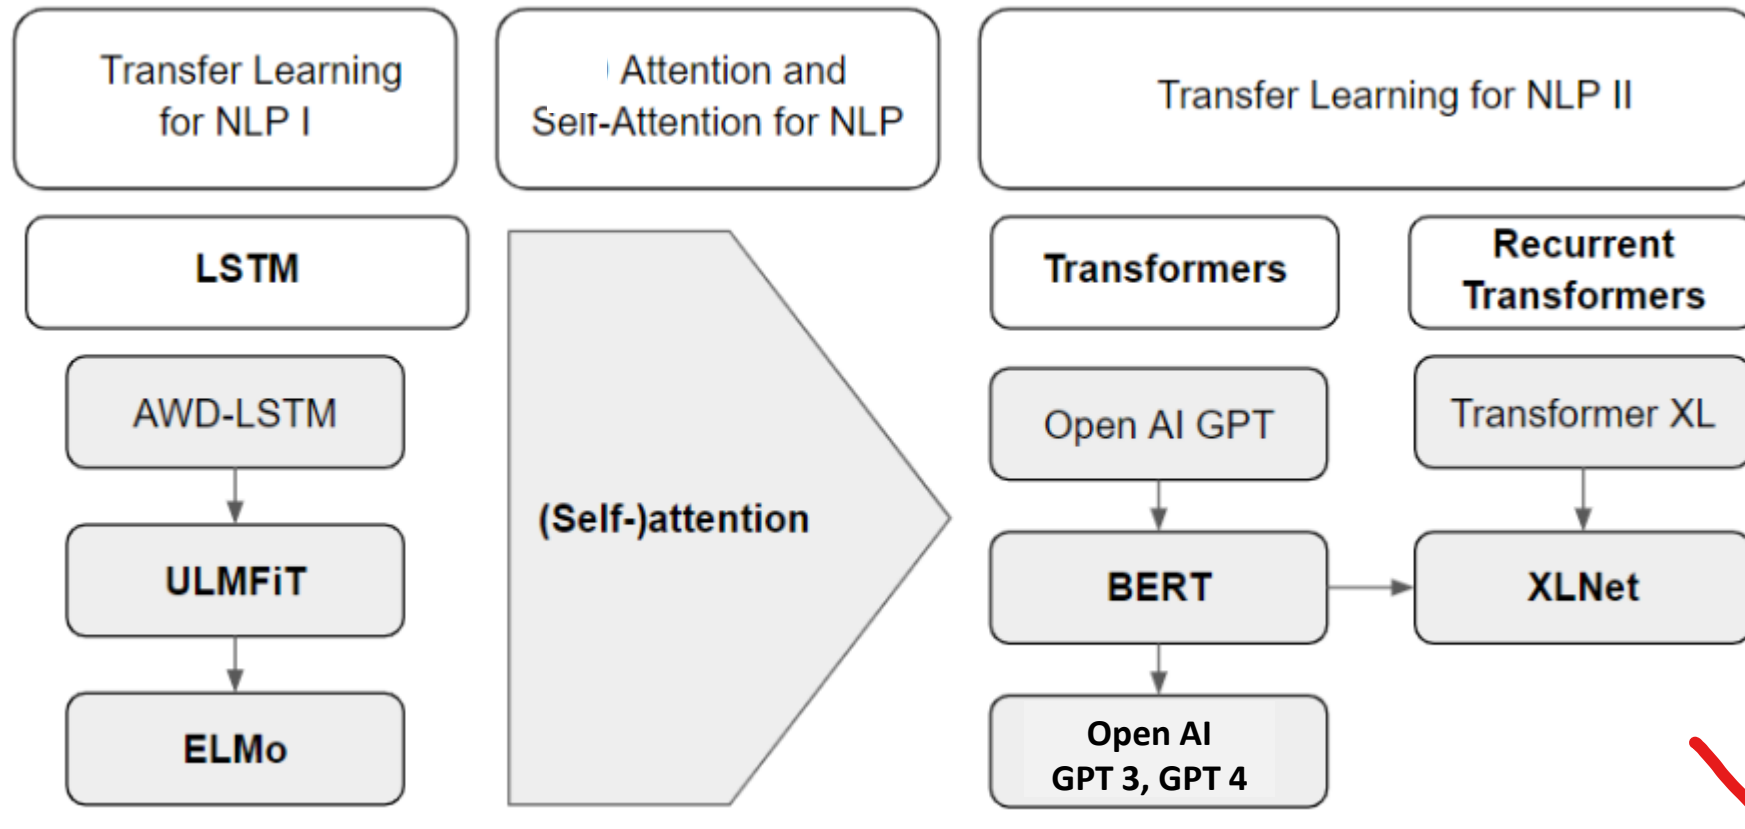 Transfer Learning
for NLP I
Attention and
Self-Attention for NLP
Transfer Learning for NLP II
LSTM
Transformers
Recurrent
Transformers
AWD-LSTM
Open AI GPT
Transformer XL
(Self-)attention
ULMFiT
BERT
XLNet
ELMo
Open AI
GPT 3, GPT 4